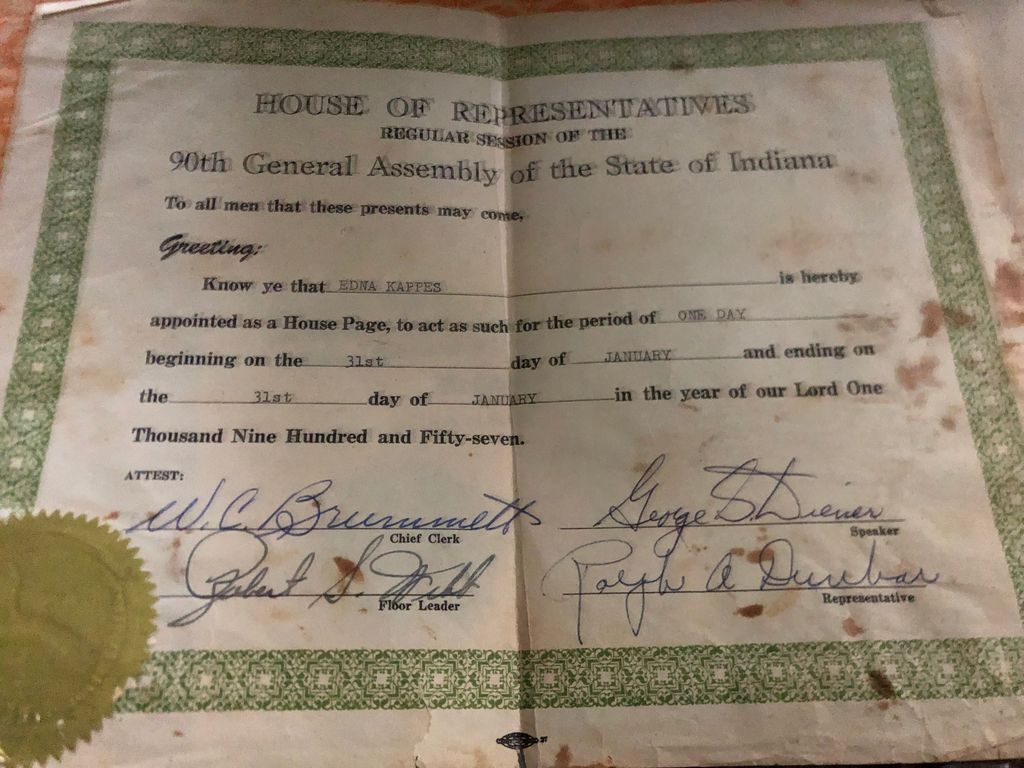 HOUSE OF REPRESENTATIVES
REGULAR SESSION OF THE
90th General Assembly of the State of Indiana
To all men that these presents may come,
Greeting:
Know ye that EDNA KAPPES is hereby
appointed as a House Page, to act as such for the period of ONE DAY
beginning on the 31st day of JANUARY and ending on
the 31st day of JANUARY in the year of our Lord One
Thousand Nine Hundred and Fifty-seven.
ATTEST:
W. C. Brummett George S. Diener
Chief Clerk Speaker
Robert S. Webb Ralph A Dunbar
Floor Leader Representative